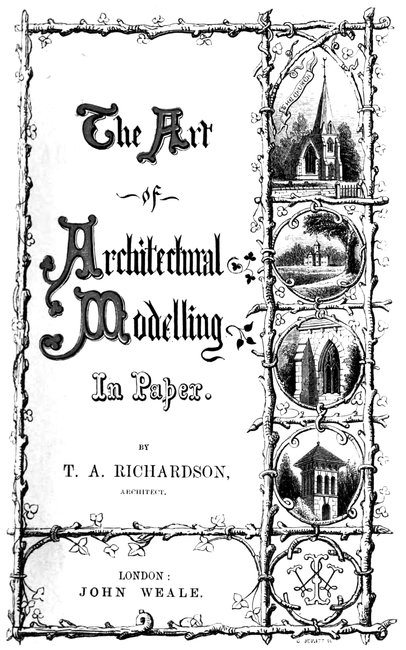 The Art
of
Architectural
Modelling
In Paper.
BY
T. A. RICHARDSON,
ARCHITECT.
LONDON:
JOHN WEALE.